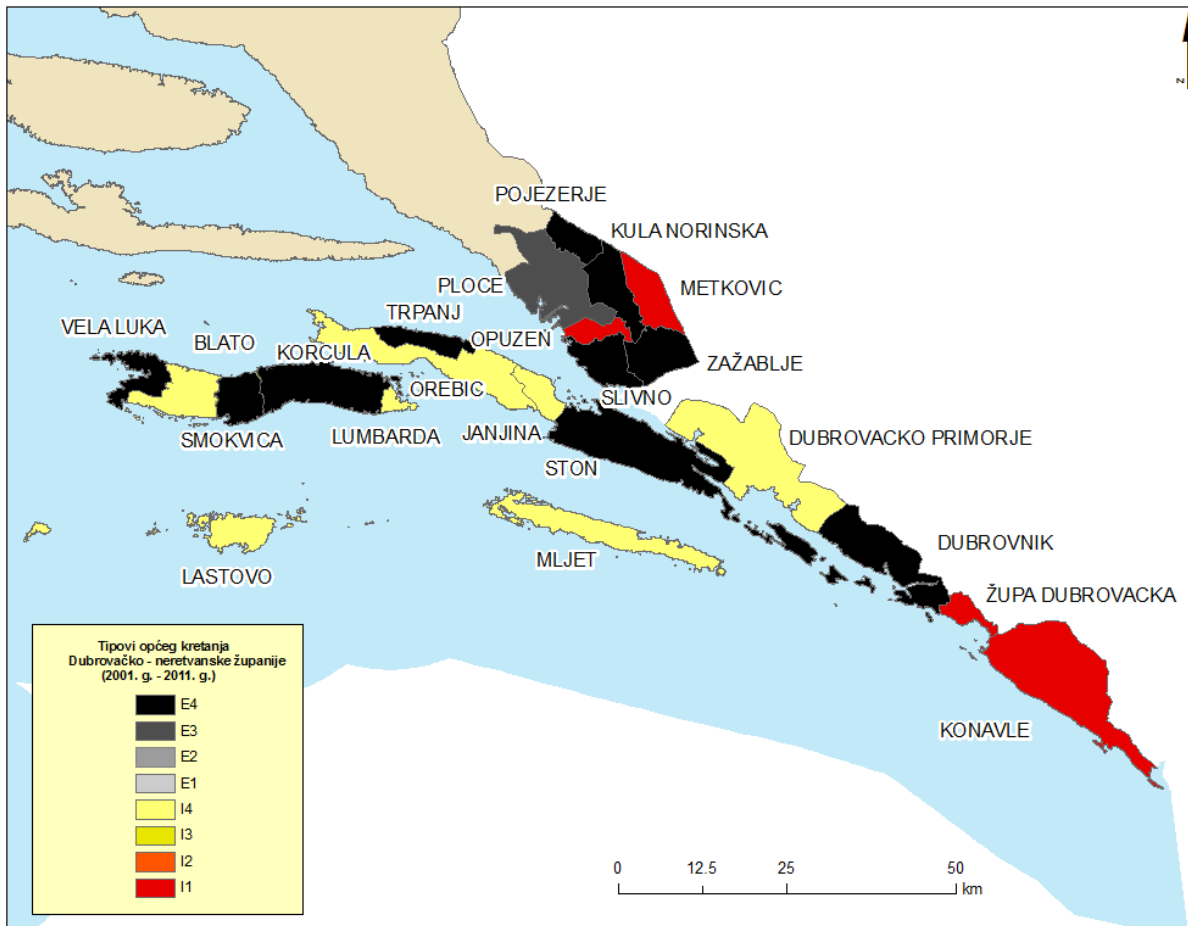 z
POJEZERJE
KULA NORINSKA
PLOCE
METKOVIC
TRPANJ
VELA LUKA
BLATO
OPUZEN
KORCULA
ZAŽABLJE
OREBIC
SLIVNO
SMOKVICA
LUMBARDA
JANJINA
DUBROVACKO PRIMORJE
STON
DUBROVNIK
MLJET
LASTOVO
ŽUPA DUBROVACKA
KONAVLE
Tipovi općeg kretanja
Dubrovačko - neretvanske županije
(2001. g. - 2011. g.)
E4
E3
E2
E1
I4
I3
I2
I1
0 12.5 25 50
km